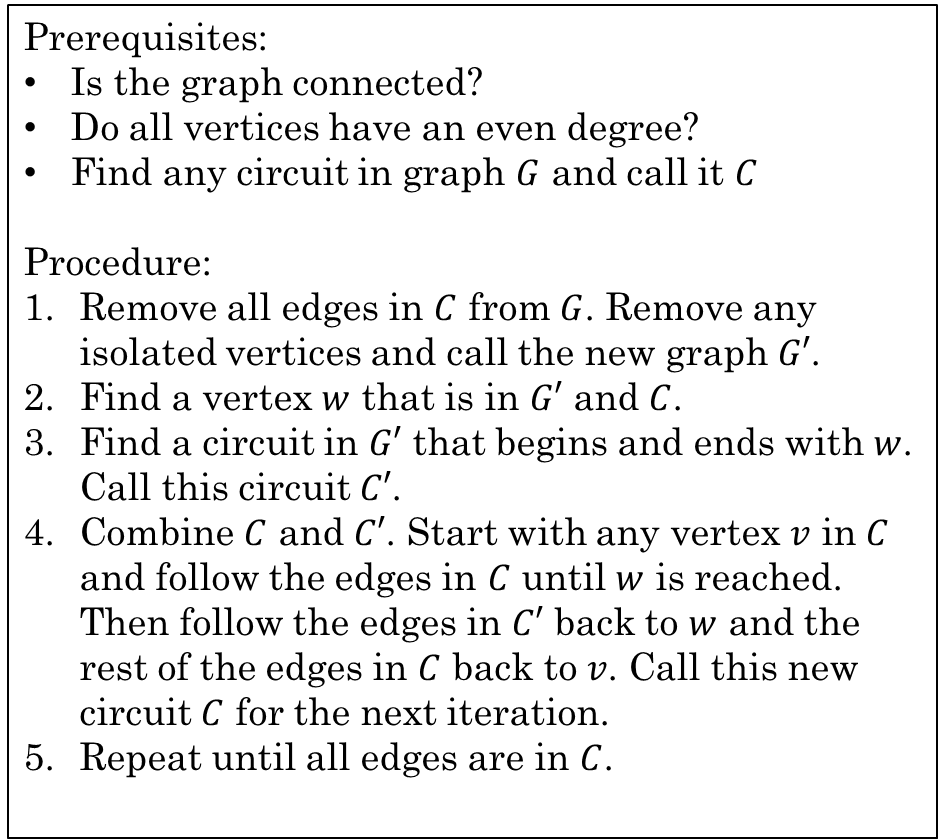 Prerequisites:
• Is the graph connected?
• Do all vertices have an even degree?
• Find any circuit in graph G and call it C
Procedure:
1. Remove all edges in C from G. Remove any
isolated vertices and call the new graph G′.
2. Find a vertex w that is in G′ and C.
3. Find a circuit in G′ that begins and ends with w.
Call this circuit C′.
4. Combine C and C′. Start with any vertex v in C
and follow the edges in C until w is reached.
Then follow the edges in C′ back to w and the
rest of the edges in C back to v. Call this new
circuit C for the next iteration.
5. Repeat until all edges are in C.